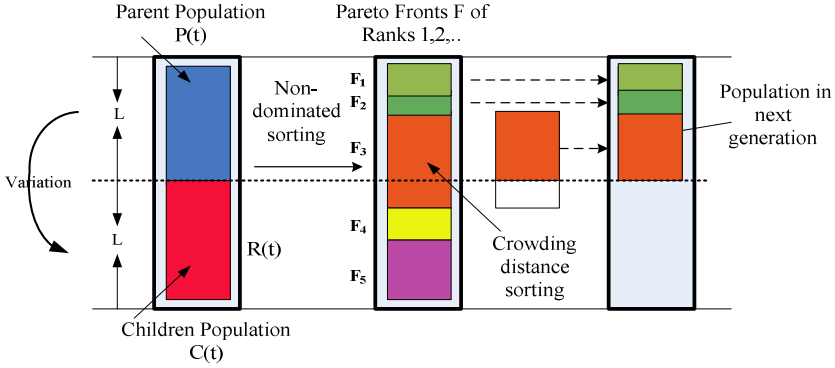 Parent Population
P(t)
Pareto Fronts F of
Ranks 1,2,..
Non-
dominated
sorting
F₁
F₂
F₃
F₄
F₅
Population in
next
generation
L
Variation
L
R(t)
Crowding
distance
sorting
Children Population
C(t)